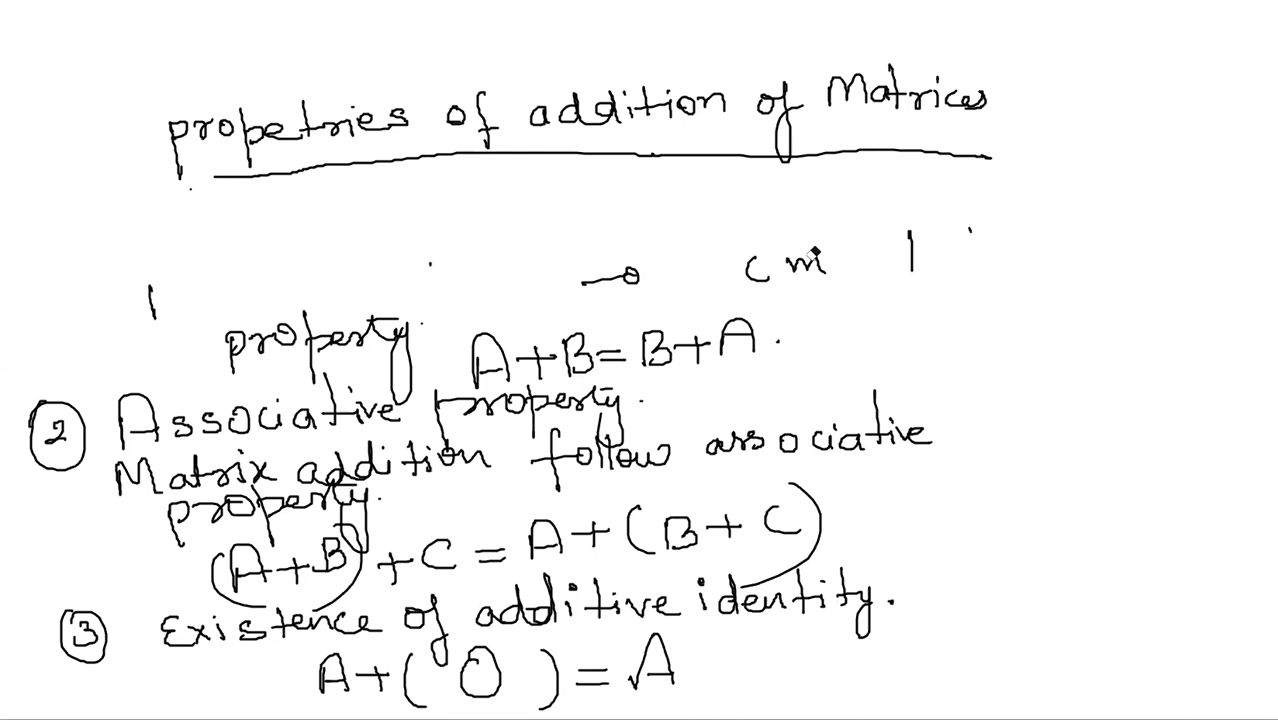 propetries of addition of Matrices
property. A+B=B+A.
② Associative property.
Matrix addition follow associative
property.
(A+B)+C=A+(B+C)
③ Existence of additive identity.
A+( O )=A